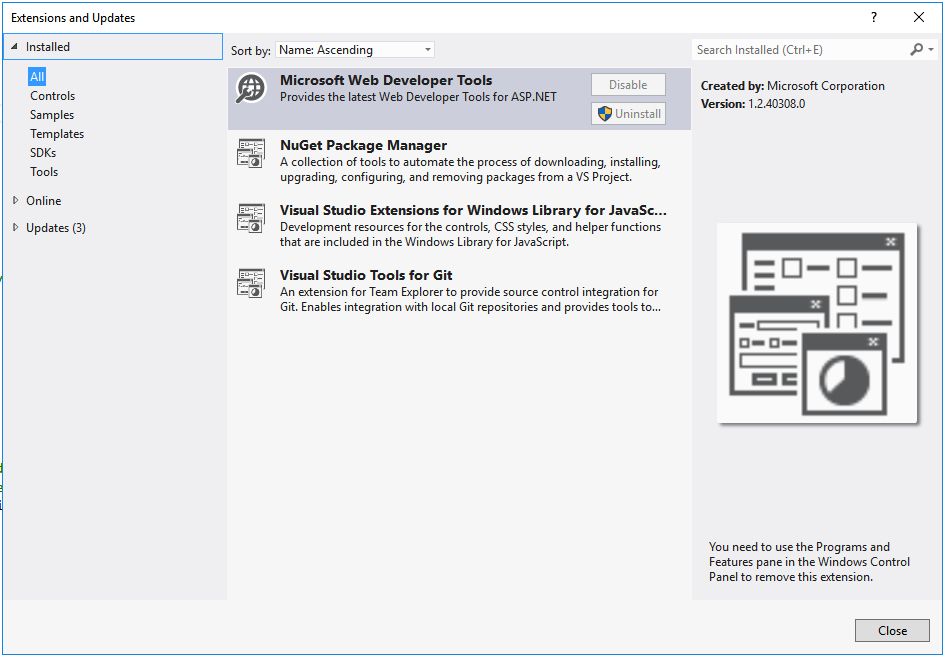 Extensions and Updates
?
Installed
Sort by: Name: Ascending
Search Installed (Ctrl+E)
All
Controls
Samples
Templates
SDKs
Tools
Online
Updates (3)
Microsoft Web Developer Tools
Provides the latest Web Developer Tools for ASP.NET
Disable
Uninstall
NuGet Package Manager
A collection of tools to automate the process of downloading, installing,
upgrading, configuring, and removing packages from a VS Project.
Visual Studio Extensions for Windows Library for JavaSc...
Development resources for the controls, CSS styles, and helper functions
that are included in the Windows Library for JavaScript.
Visual Studio Tools for Git
An extension for Team Explorer to provide source control integration for
Git. Enables integration with local Git repositories and provides tools to...
Created by: Microsoft Corporation
Version: 1.2.40308.0
You need to use the Programs and
Features pane in the Windows Control
Panel to remove this extension.
Close